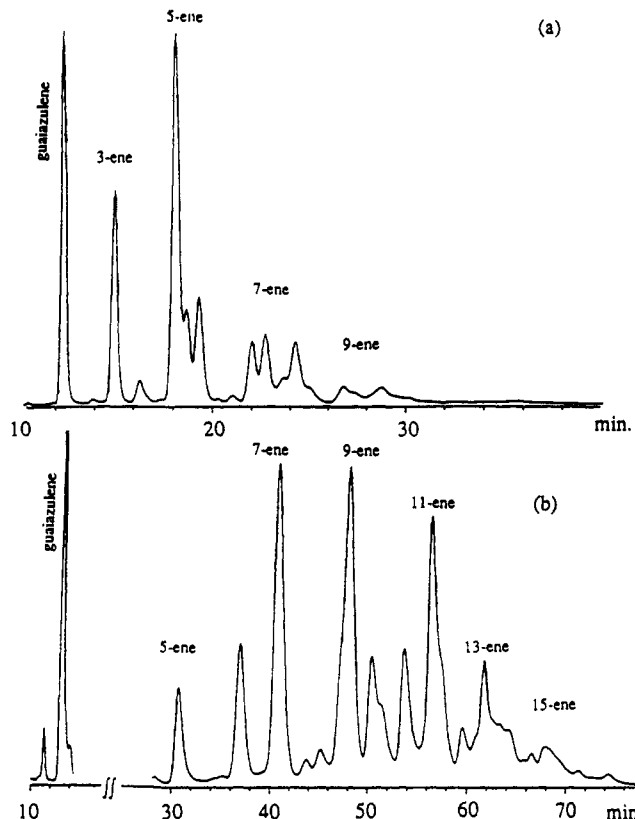 5-ene
(a)
guaiazulene
3-ene
7-ene
9-ene
10
20
30
min.
7-ene
9-ene
guaiazulene
11-ene
(b)
5-ene
13-ene
15-ene
10
30
40
50
60
70
min